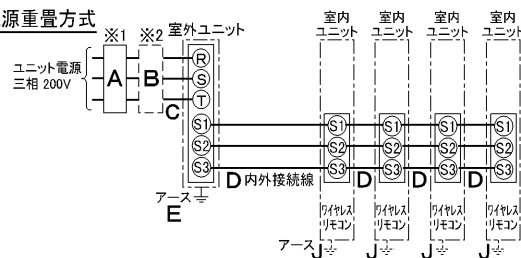 源重畳方式
※1 ※2 室外ユニット
ユニット電源
三相 200V
A B C
R
S
T
S1
S2
S3
D 内外接続線
アース
E
室内
ユニット
S1
S2
S3
ワイヤレス
リモコン
アース J
D
室内
ユニット
S1
S2
S3
ワイヤレス
リモコン
J
D
室内
ユニット
S1
S2
S3
ワイヤレス
リモコン
J
D
室内
ユニット
S1
S2
S3
ワイヤレス
リモコン
J